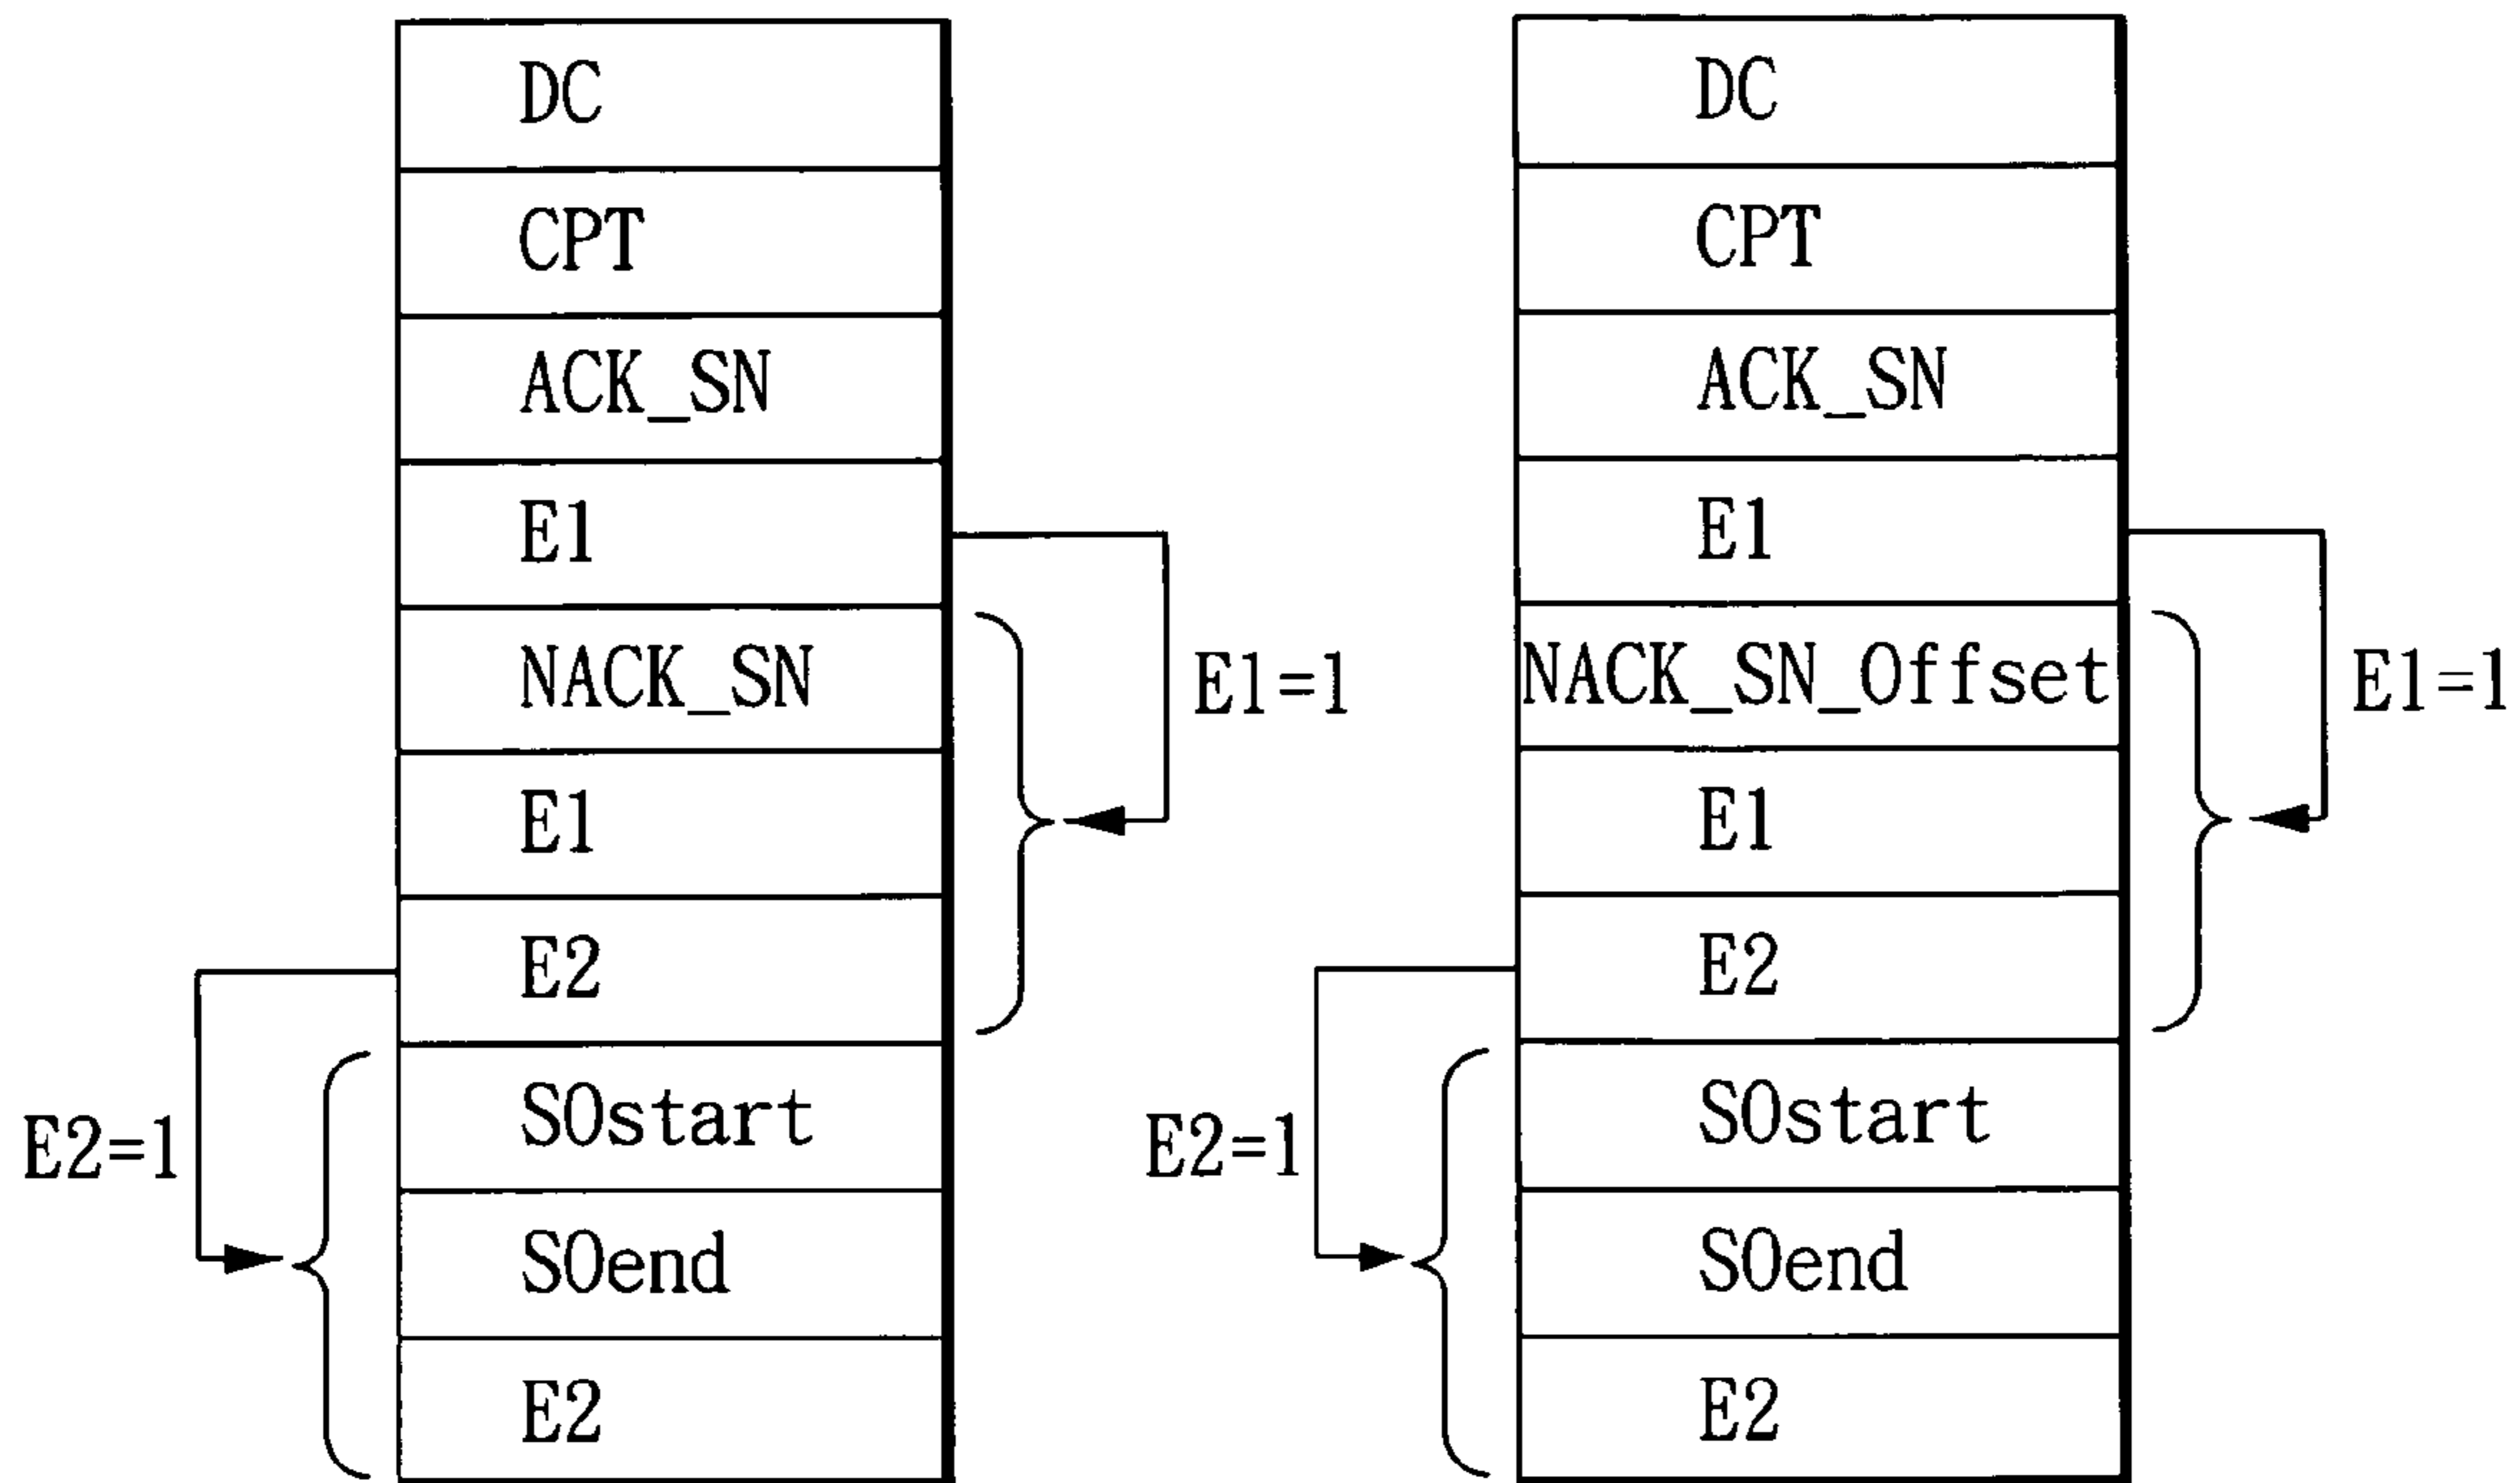 DC
CPT
ACK_SN
E1
NACK_SN
E1
E2
SOstart
SOend
E2
E1=1
E2=1
DC
CPT
ACK_SN
E1
NACK_SN_Offset
E1
E2
SOstart
SOend
E2
E1=1
E2=1